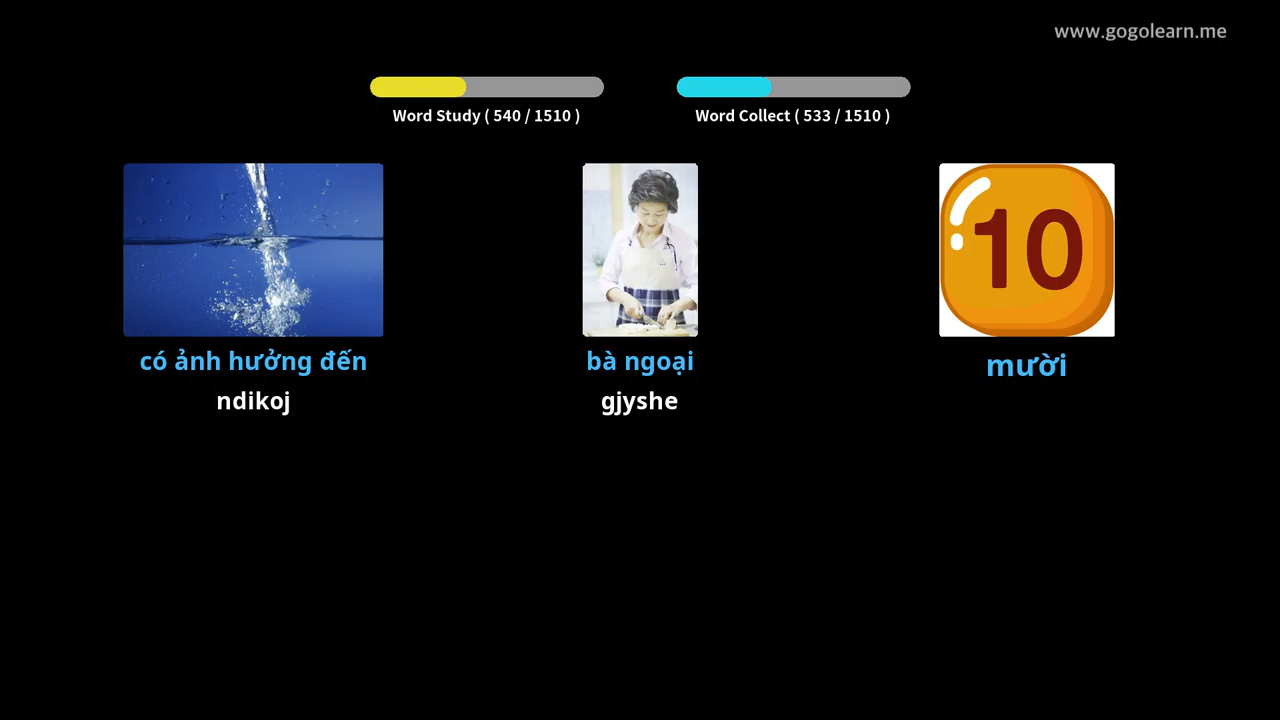 www.gogolearn.me
Word Study ( 540 / 1510 )
Word Collect ( 533 / 1510 )
10
có ảnh hưởng đến
ndikoj
bà ngoại
gjyshe
mười